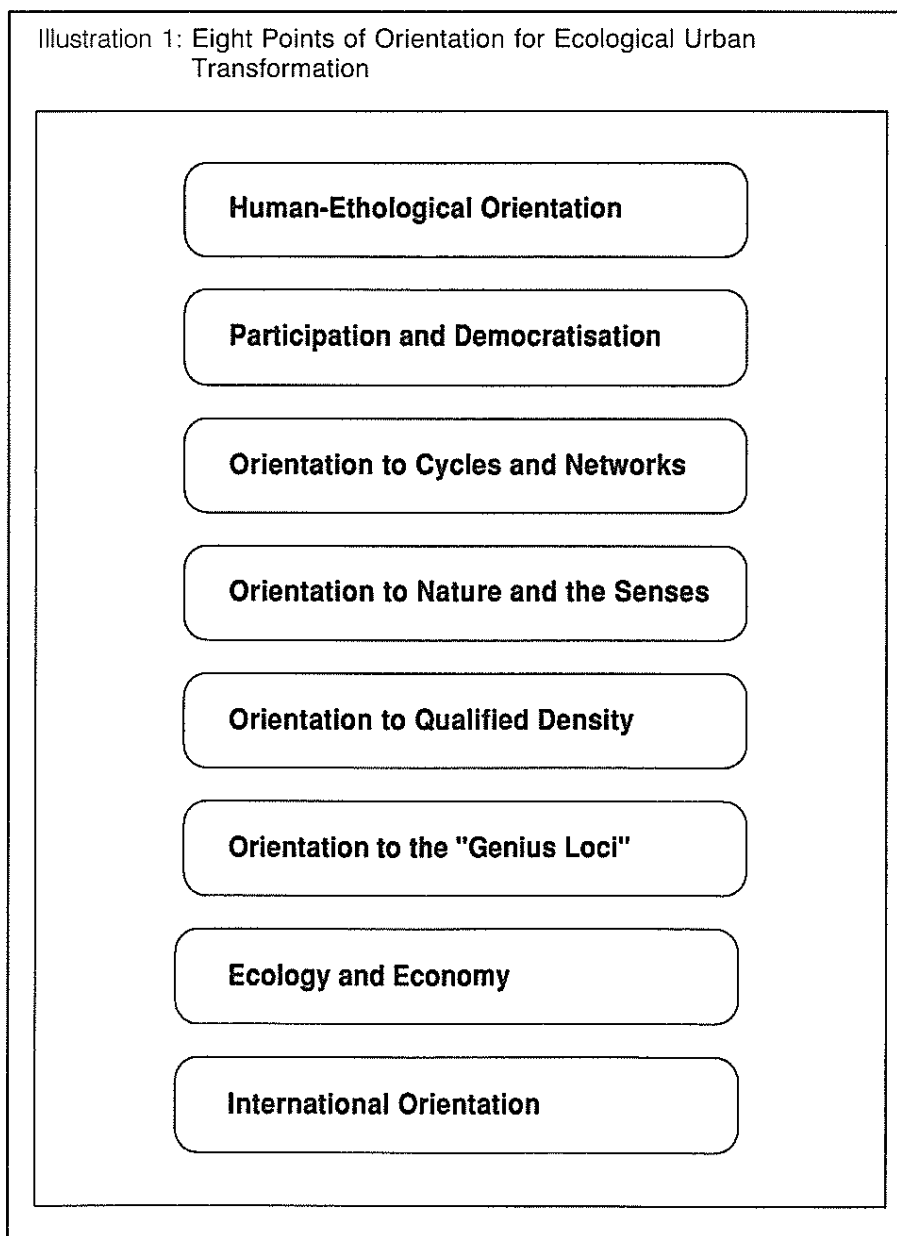 Illustration 1: Eight Points of Orientation for Ecological Urban
Transformation
Human-Ethological Orientation
Participation and Democratisation
Orientation to Cycles and Networks
Orientation to Nature and the Senses
Orientation to Qualified Density
Orientation to the "Genius Loci"
Ecology and Economy
International Orientation